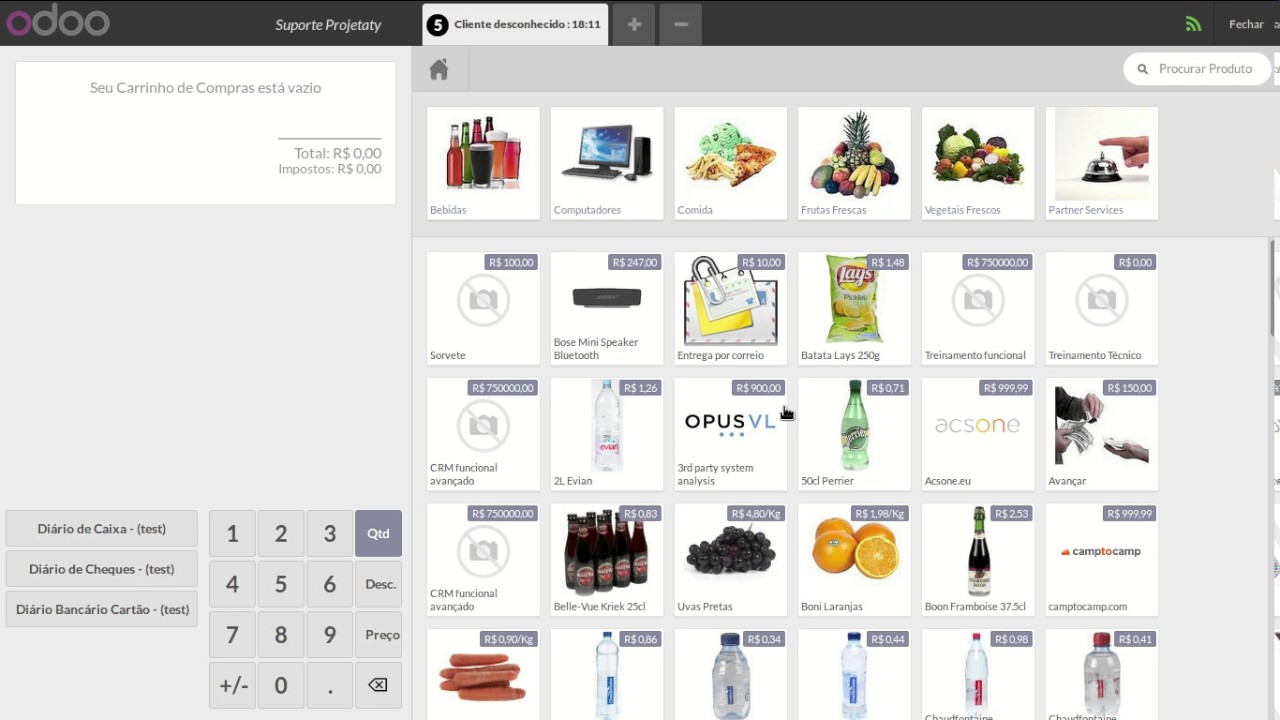 odoo
Suporte Projetaty
5 Cliente desconhecido : 18:11
+
−
Fechar
Seu Carrinho de Compras está vazio
Total: R$ 0,00
Impostos: R$ 0,00
Procurar Produto
Bebidas
Computadores
Comida
Frutas Frescas
Vegetais Frescos
Partner Services
R$ 100,00
Sorvete
R$ 247,00
Bose Mini Speaker
Bluetooth
R$ 10,00
Entrega por correio
R$ 1,48
Lay's
Pickles
Batata Lays 250g
R$ 750000,00
Treinamento funcional
R$ 0,00
Treinamento Técnico
R$ 750000,00
CRM funcional
avançado
R$ 1,26
evian
2L Evian
R$ 900,00
OPUS VL
3rd party system
analysis
R$ 0,71
perrier
50cl Perrier
R$ 999,99
acsone
Acsone.eu
R$ 150,00
Avançar
R$ 750000,00
CRM funcional
avançado
R$ 0,83
Belle-Vue Kriek 25cl
R$ 4,80/Kg
Uvas Pretas
R$ 1,98/Kg
Boni Laranjas
R$ 2,53
Boon Framboise 37.5cl
R$ 999,99
camptocamp
camptocamp.com
R$ 0,90/Kg
R$ 0,86
R$ 0,34
R$ 0,44
R$ 0,98
Chaudfontaine
R$ 0,41
Chaudfontaine
Diário de Caixa - (test)
Diário de Cheques - (test)
Diário Bancário Cartão - (test)
1 2 3 Qtd
4 5 6 Desc.
7 8 9 Preço
+/- 0 .